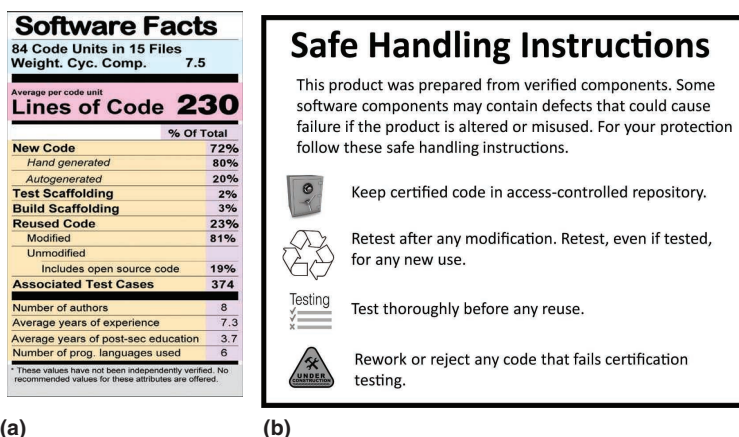 Software Facts
84 Code Units in 15 Files
Weight. Cyc. Comp. 7.5
Average per code unit
Lines of Code 230
% Of Total
New Code 72%
Hand generated 80%
Autogenerated 20%
Test Scaffolding 2%
Build Scaffolding 3%
Reused Code 23%
Modified 81%
Unmodified
Includes open source code 19%
Associated Test Cases 374
Number of authors 8
Average years of experience 7.3
Average years of post-sec education 3.7
Number of prog. languages used 6
* These values have not been independently verified. No
recommended values for these attributes are offered.
(a)
Safe Handling Instructions
This product was prepared from verified components. Some
software components may contain defects that could cause
failure if the product is altered or misused. For your protection
follow these safe handling instructions.
Keep certified code in access-controlled repository.
Retest after any modification. Retest, even if tested,
for any new use.
Testing
Test thoroughly before any reuse.
UNDER
CONSTRUCTION
Rework or reject any code that fails certification
testing.
(b)